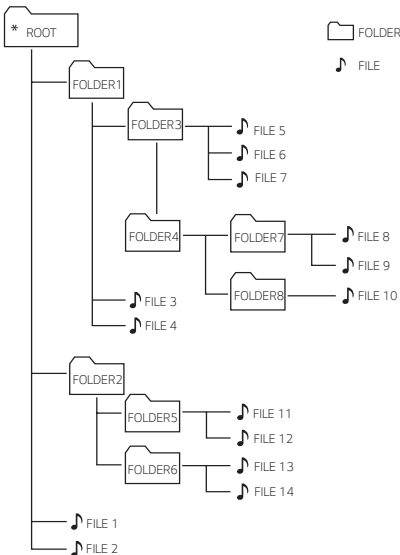 * ROOT
FOLDER
FILE
FOLDER1
FOLDER3
FILE 5
FILE 6
FILE 7
FOLDER4
FOLDER7
FILE 8
FILE 9
FOLDER8
FILE 10
FILE 3
FILE 4
FOLDER2
FOLDER5
FILE 11
FILE 12
FOLDER6
FILE 13
FILE 14
FILE 1
FILE 2